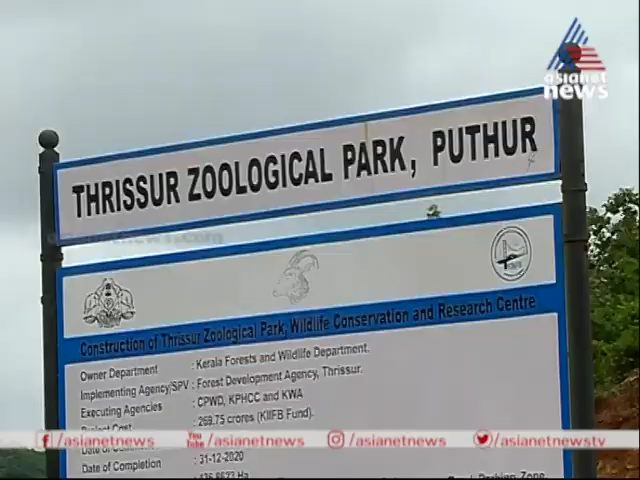 asianet
news
THRISSUR ZOOLOGICAL PARK, PUTHUR
Construction of Thrissur Zoological Park, Wildlife Conservation and Research Centre
Owner Department : Kerala Forests and Wildlife Department.
Implementing Agency/SPV : Forest Development Agency, Thrissur.
Executing Agencies : CPWD, KPHCC and KWA
Project Cost : 269.75 crores (KIIFB Fund).
/asianetnews /asianetnews /asianetnews /asianetnewstv
Date of Completion : 31-12-2020